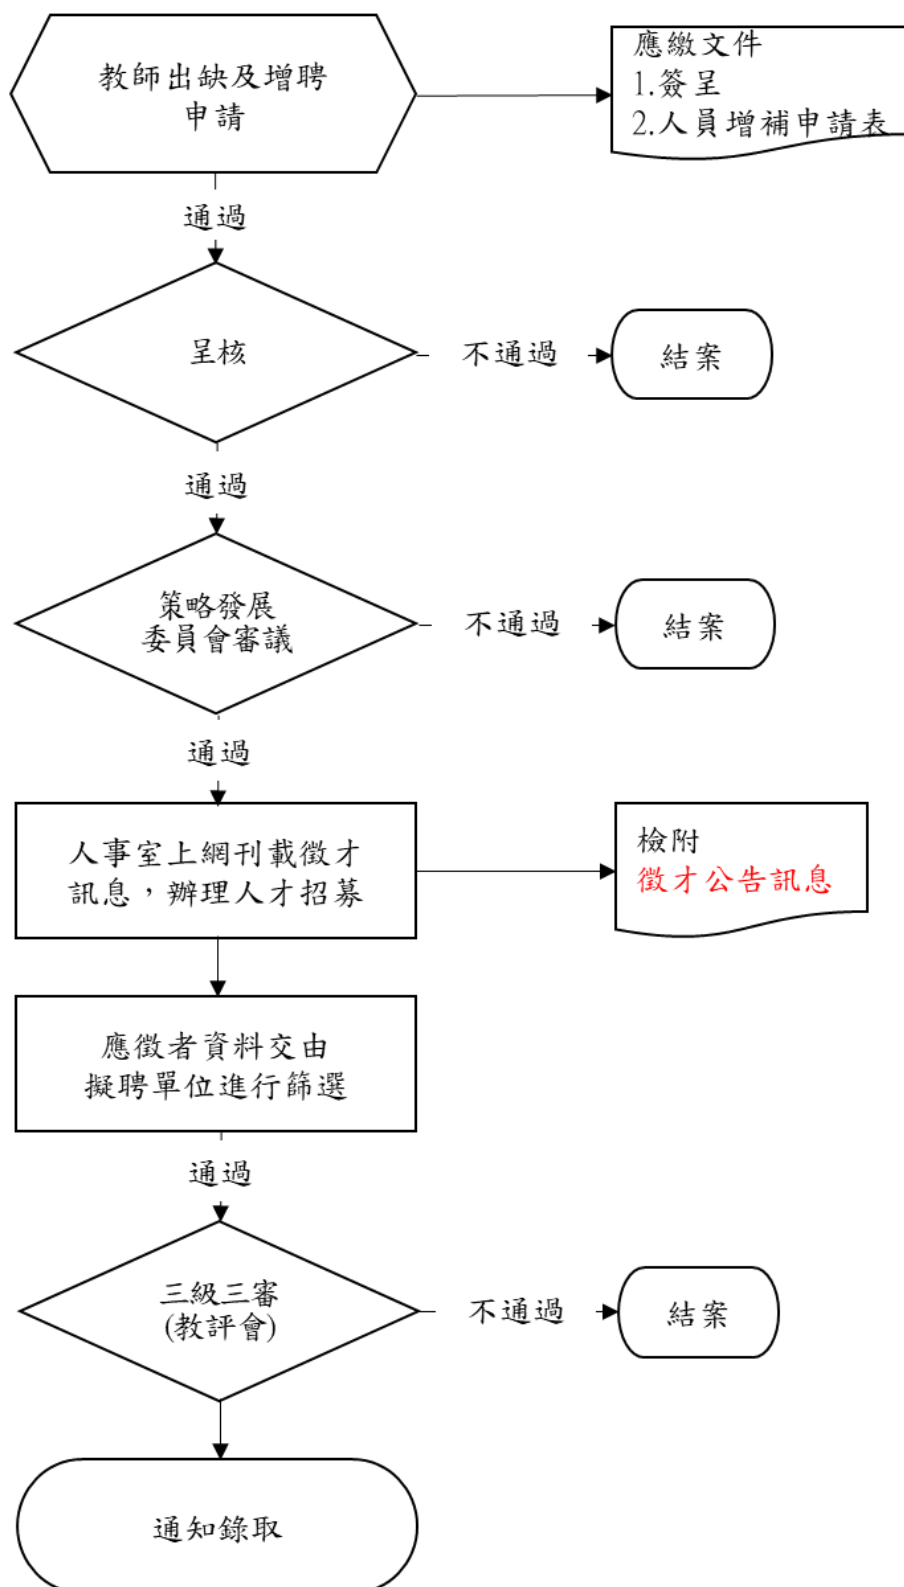 教師出缺及增聘
申請
應繳文件
1.簽呈
2.人員增補申請表
通過
呈核
不通過
結案
通過
策略發展
委員會審議
不通過
結案
通過
人事室上網刊載徵才
訊息，辦理人才招募
檢附
徵才公告訊息
應徵者資料交由
擬聘單位進行篩選
通過
三級三審
(教評會)
不通過
結案
通知錄取